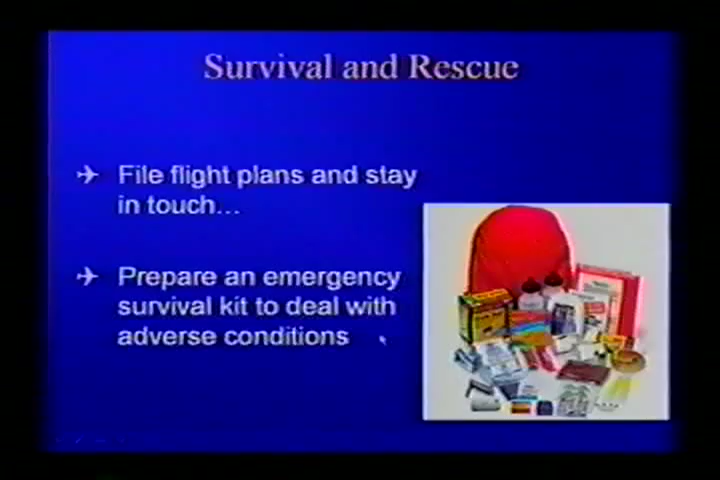 Survival and Rescue
File flight plans and stay
in touch...
Prepare an emergency
survival kit to deal with
adverse conditions